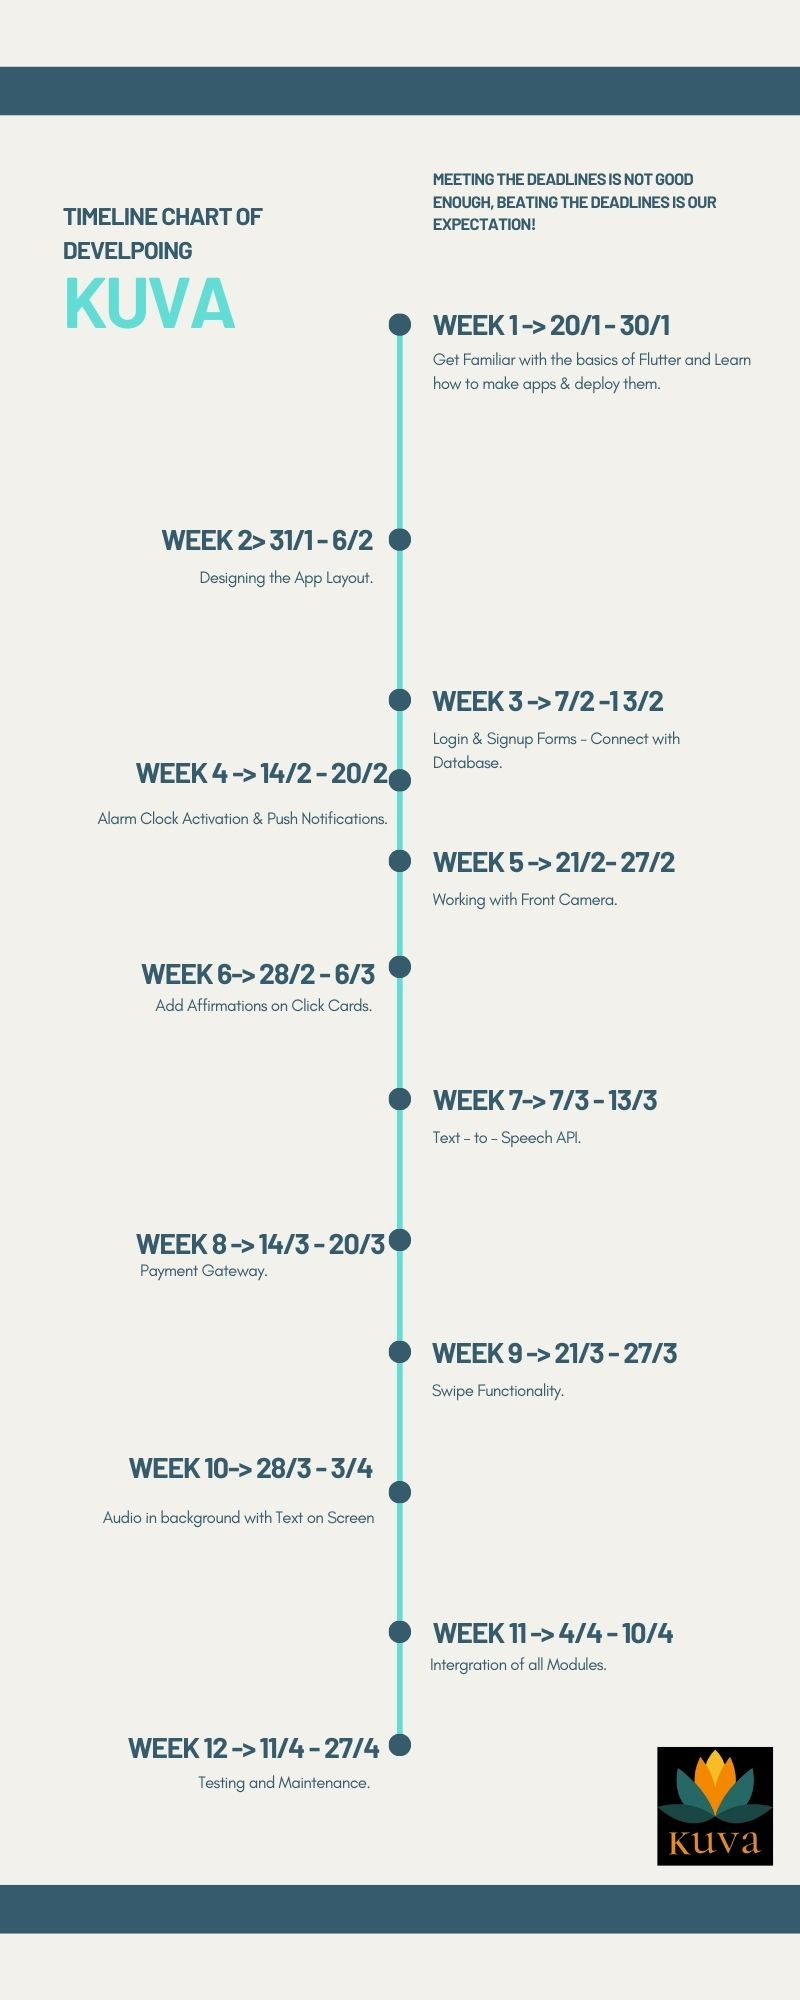 MEETING THE DEADLINES IS NOT GOOD
ENOUGH, BEATING THE DEADLINES IS OUR
EXPECTATION!
TIMELINE CHART OF
DEVELPOING
KUVA
WEEK 1 -> 20/1 - 30/1
Get Familiar with the basics of Flutter and Learn
how to make apps & deploy them.
WEEK 2> 31/1 - 6/2
Designing the App Layout.
WEEK 3 -> 7/2 -1 3/2
Login & Signup Forms - Connect with
Database.
WEEK 4 -> 14/2 - 20/2
Alarm Clock Activation & Push Notifications.
WEEK 5 -> 21/2- 27/2
Working with Front Camera.
WEEK 6-> 28/2 - 6/3
Add Affirmations on Click Cards.
WEEK 7-> 7/3 - 13/3
Text - to - Speech API.
WEEK 8 -> 14/3 - 20/3
Payment Gateway.
WEEK 9 -> 21/3 - 27/3
Swipe Functionality.
WEEK 10-> 28/3 - 3/4
Audio in background with Text on Screen
WEEK 11 -> 4/4 - 10/4
Intergration of all Modules.
WEEK 12 -> 11/4 - 27/4
Testing and Maintenance.
Kuva